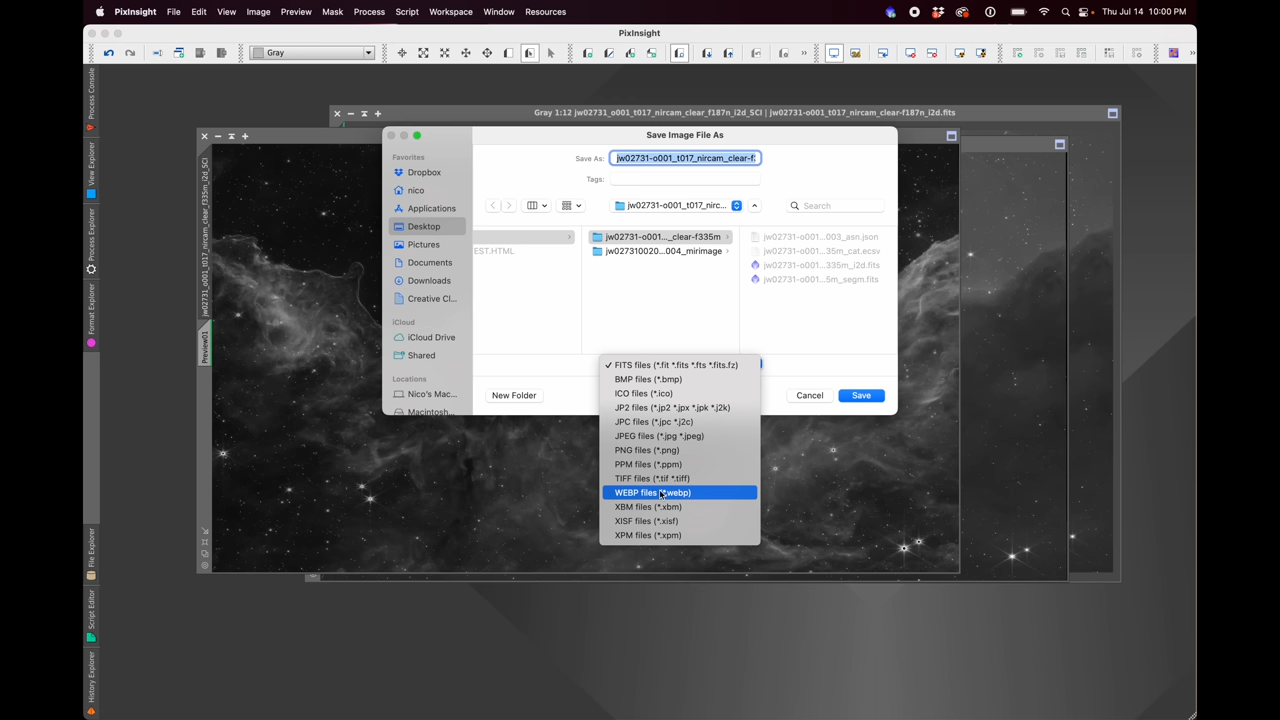 PixInsight File Edit View Image Preview Mask Process Script Workspace Window Resources Thu Jul 14 10:00 PM
PixInsight
Gray
Process Console
View Explorer
Process Explorer
Format Explorer
File Explorer
Script Editor
History Explorer
Gray 1:12 jw02731_o001_t017_nircam_clear_f187n_i2d_SCI | jw02731-o001_t017_nircam_clear-f187n_i2d.fits
jw02731_o001_t017_nircam_clear_f335m_i2d_SCI
Preview01
Save Image File As
Save As: jw02731-o001_t017_nircam_clear-f
Tags:
jw02731-o001_t017_nirc...
Search
Favorites
Dropbox
nico
Applications
Desktop
Pictures
Documents
Downloads
Creative Cl...
iCloud
iCloud Drive
Shared
Locations
Nico's Mac...
Macintosh...
EST.HTML
jw02731-o001..._clear-f335m
jw027310020...004_mirimage
jw02731-o001...003_asn.json
jw02731-o001...35m_cat.ecsv
jw02731-o001...335m_i2d.fits
jw02731-o001...5m_segm.fits
FITS files (*.fit *.fits *.fts *.fits.fz)
BMP files (*.bmp)
ICO files (*.ico)
JP2 files (*.jp2 *.jpx *.jpk *.j2k)
JPC files (*.jpc *.j2c)
JPEG files (*.jpg *.jpeg)
PNG files (*.png)
PPM files (*.ppm)
TIFF files (*.tif *.tiff)
WEBP files (*.webp)
XBM files (*.xbm)
XISF files (*.xisf)
XPM files (*.xpm)
New Folder
Cancel
Save